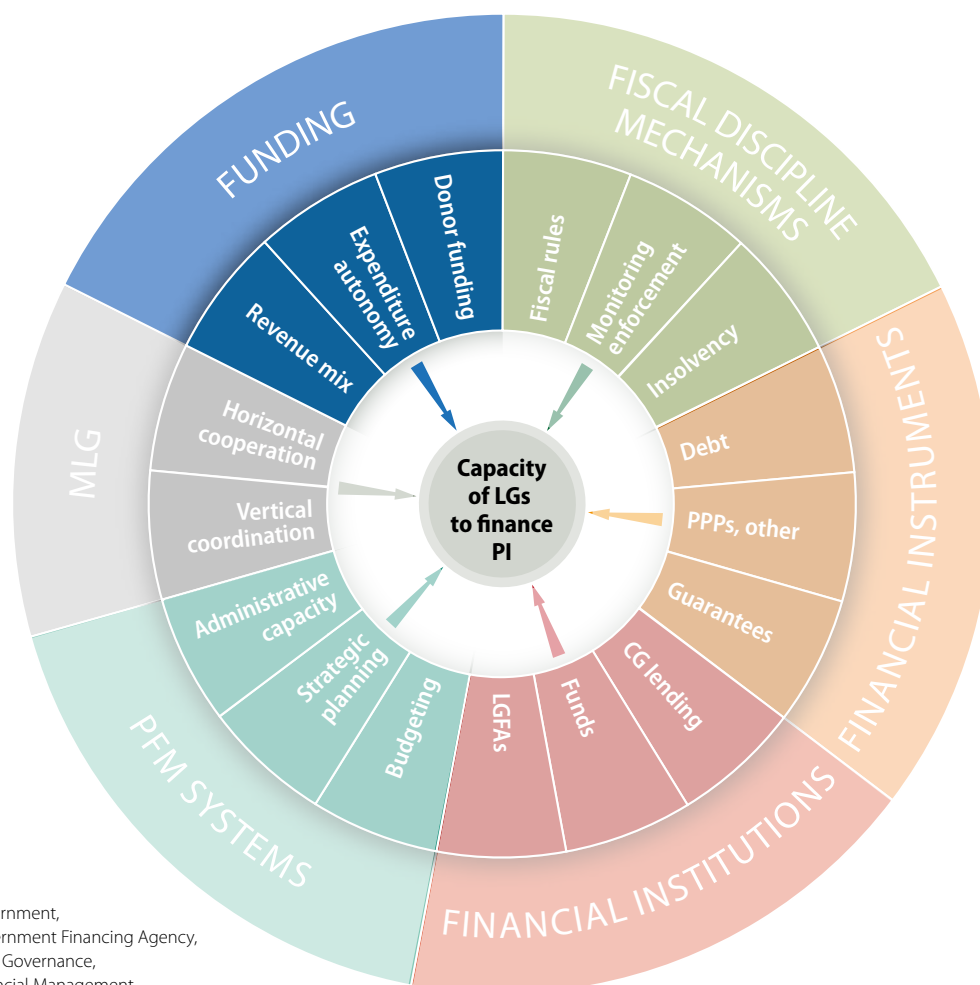 FUNDING
Donor funding
Expenditure
autonomy
Revenue mix
FISCAL DISCIPLINE
MECHANISMS
Fiscal rules
Monitoring
enforcement
Insolvency
FINANCIAL INSTRUMENTS
Debt
PPPs, other
Guarantees
FINANCIAL INSTITUTIONS
CG lending
Funds
LGFAs
PFM SYSTEMS
Budgeting
Strategic
planning
Administrative
capacity
MLG
Vertical
coordination
Horizontal
cooperation
Capacity
of LGs
to finance
PI
Financing Agency,
Governance,
Management